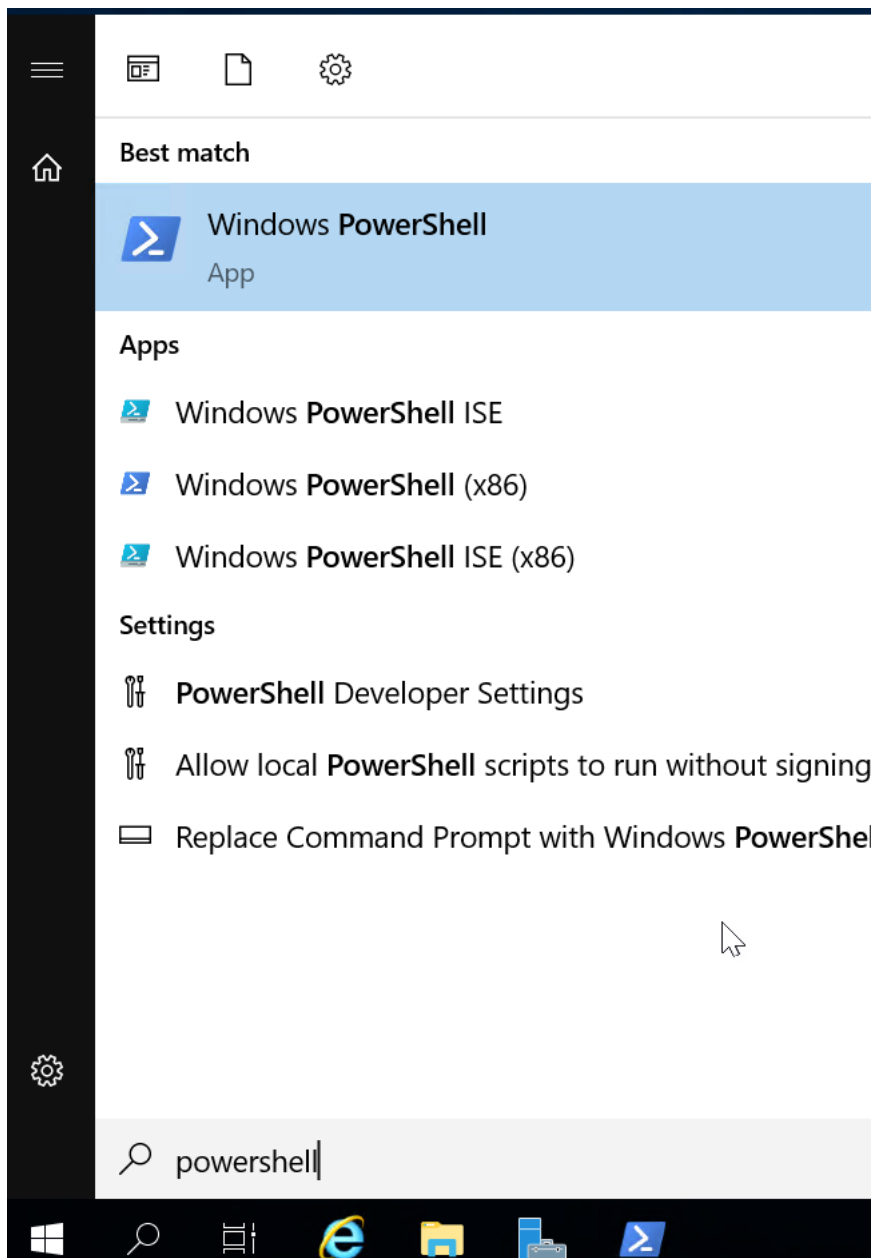 Best match
Windows PowerShell
App
Apps
Windows PowerShell ISE
Windows PowerShell (x86)
Windows PowerShell ISE (x86)
Settings
PowerShell Developer Settings
Allow local PowerShell scripts to run without signing
Replace Command Prompt with Windows PowerShel
powershell